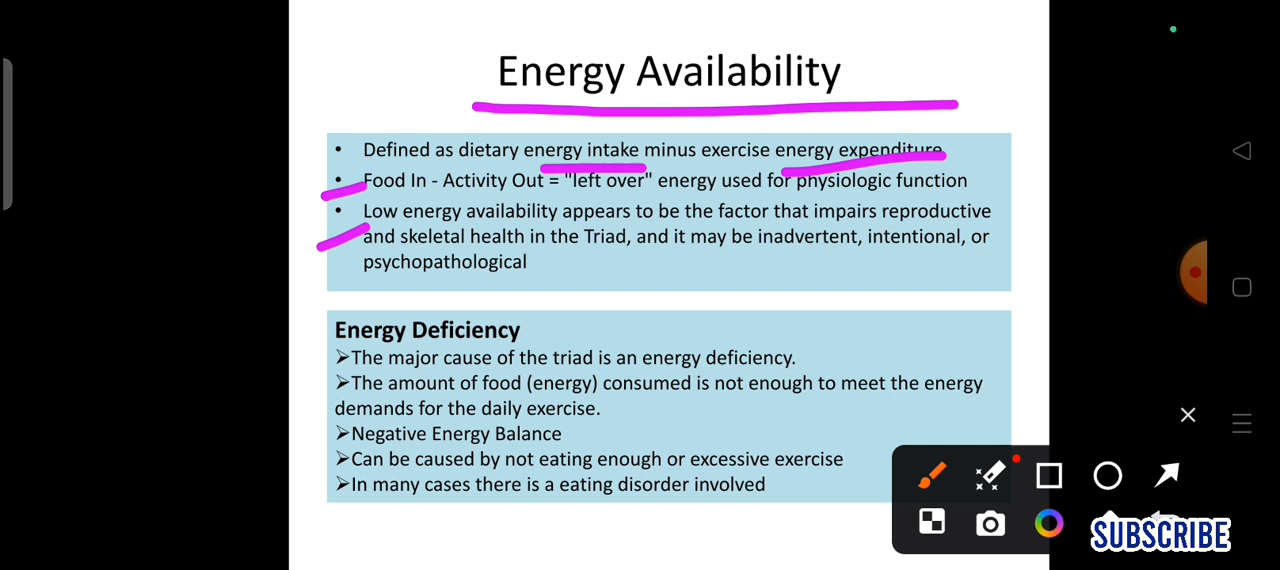 Energy Availability
• Defined as dietary energy intake minus exercise energy expenditure
• Food In - Activity Out = "left over" energy used for physiologic function
• Low energy availability appears to be the factor that impairs reproductive
and skeletal health in the Triad, and it may be inadvertent, intentional, or
psychopathological
Energy Deficiency
➢The major cause of the triad is an energy deficiency.
➢The amount of food (energy) consumed is not enough to meet the energy
demands for the daily exercise.
➢Negative Energy Balance
➢Can be caused by not eating enough or excessive exercise
➢In many cases there is a eating disorder involved
SUBSCRIBE